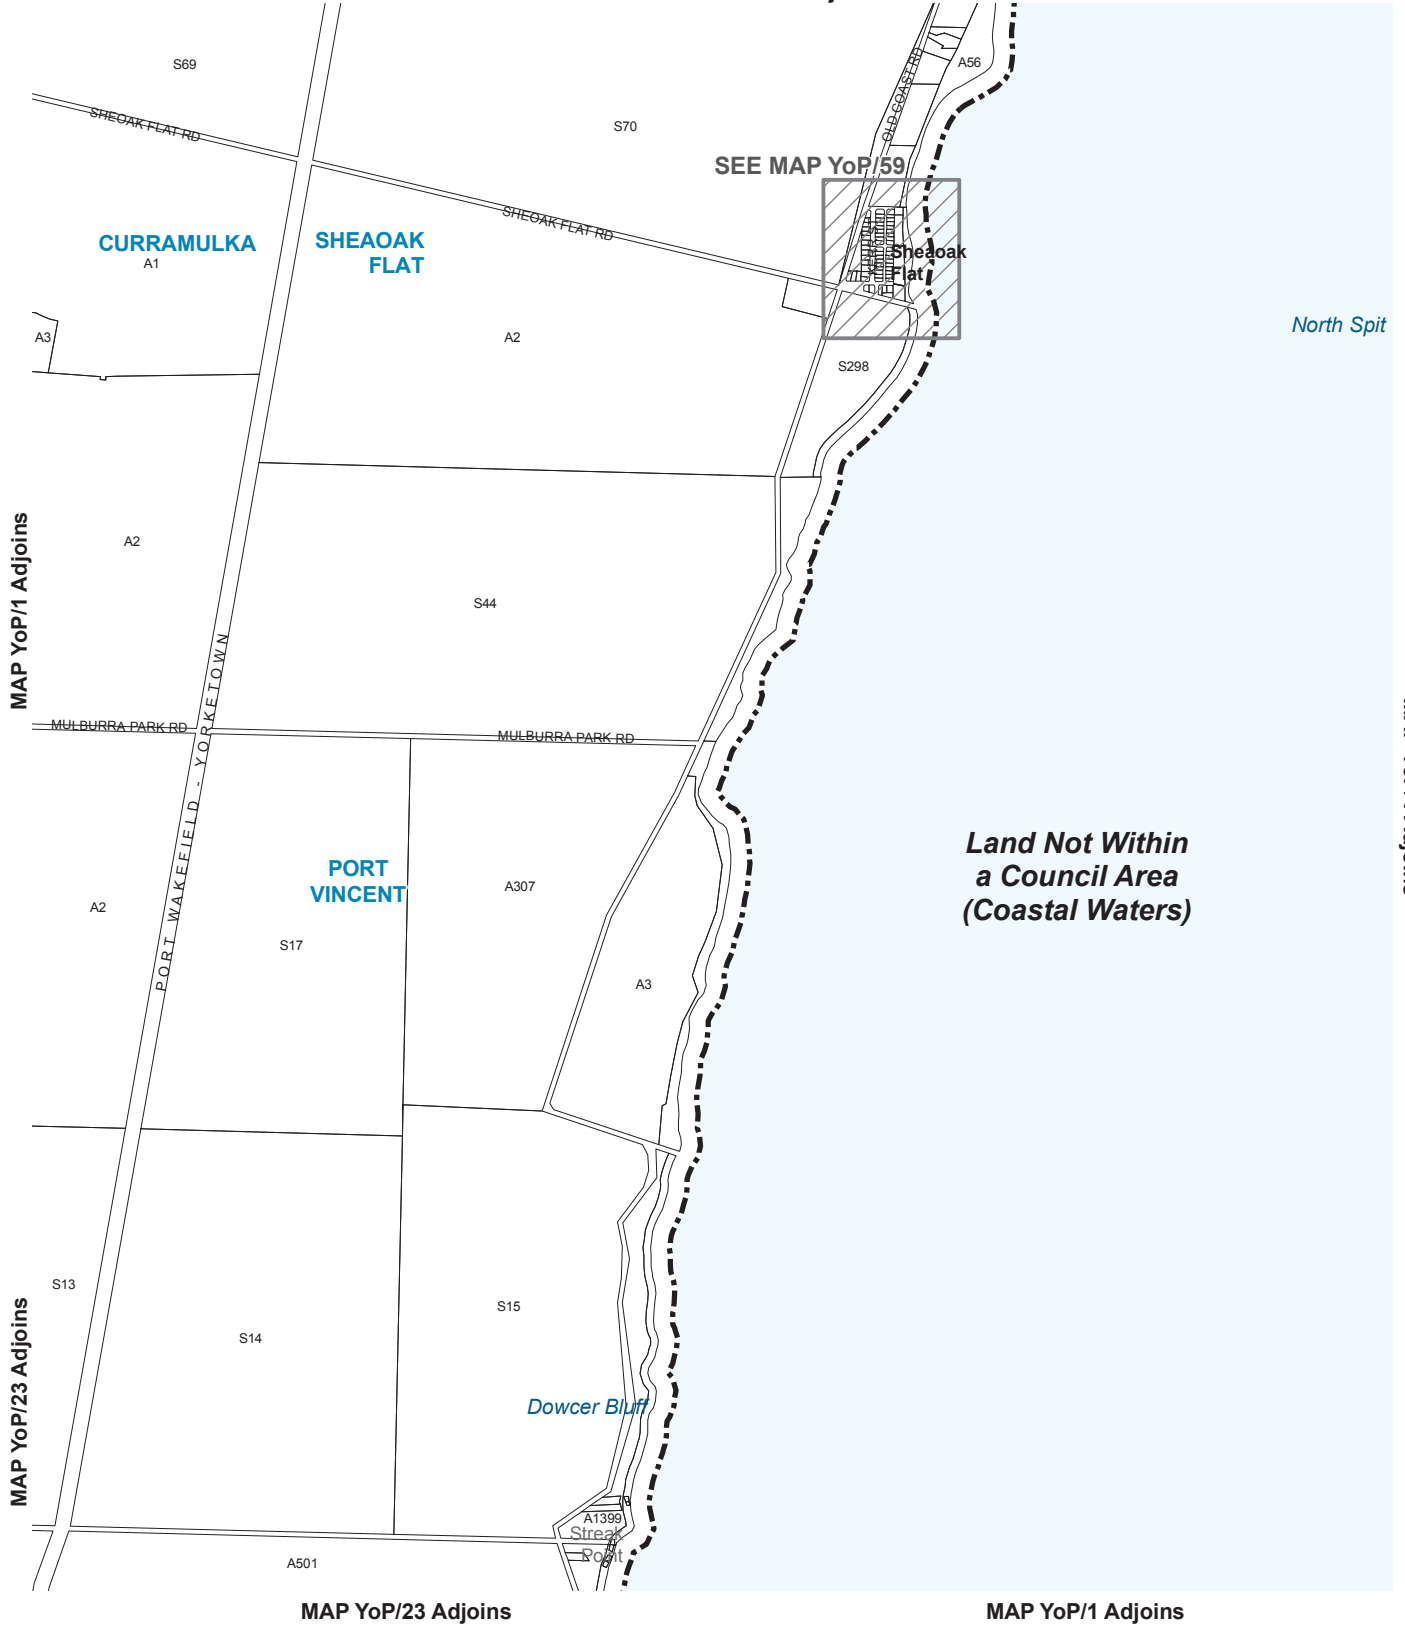 S69
A56
OLD COAST RD
SHEOAK FLAT RD
S70
SEE MAP YoP/59
SHEOAK FLAT RD
CURRAMULKA
A1
SHEAOAK
FLAT
Sheaoak
Flat
North Spit
A3
A2
S298
MAP YoP/1 Adjoins
A2
S44
PORT WAKEFIELD - YORKETOWN
MULBURRA PARK RD
MULBURRA PARK RD
Land Not Within
a Council Area
(Coastal Waters)
PORT
VINCENT
A307
A2
S17
A3
S13
S15
S14
MAP YoP/23 Adjoins
Dowcer Bluff
A1399
Streak
Point
A501
MAP YoP/23 Adjoins
MAP YoP/1 Adjoins